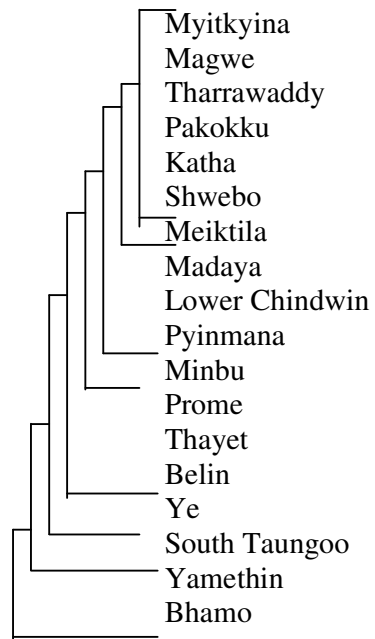 Myitkyina
Magwe
Tharrawaddy
Pakokku
Katha
Shwebo
Meiktila
Madaya
Lower Chindwin
Pyinmana
Minbu
Prome
Thayet
Belin
Ye
South Taungoo
Yamethin
Bhamo